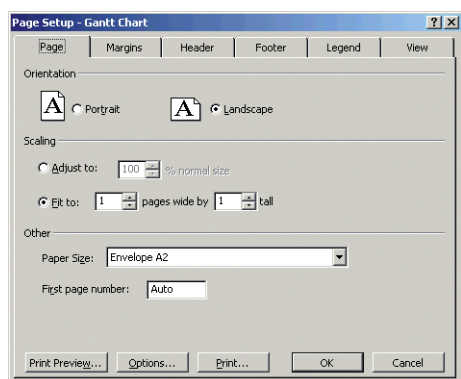 Page Setup - Gantt Chart
Page Margins Header Footer Legend View
Orientation
A Portrait A Landscape
Scaling
Adjust to: 100 % normal size
Fit to: 1 pages wide by 1 tall
Other
Paper Size: Envelope A2
First page number: Auto
Print Preview... Options... Print... OK Cancel